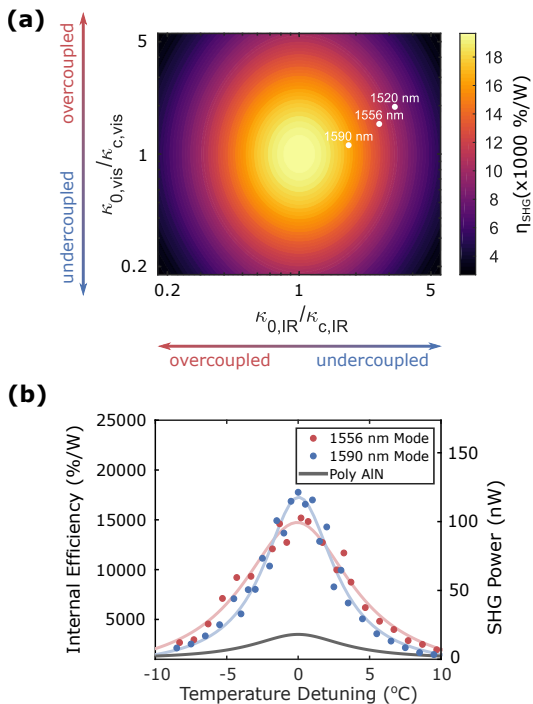 (a)
overcoupled
undercoupled
κ0,vis/κc,vis
5
1
0.2
1520 nm
1556 nm
1590 nm
0.2
1
5
κ0,IR/κc,IR
overcoupled
undercoupled
18
16
14
12
10
8
6
4
ηSHG(x1000 %/W)
(b)
Internal Efficiency (%/W)
25000
20000
15000
10000
5000
1556 nm Mode
1590 nm Mode
Poly AlN
150
100
50
0
SHG Power (nW)
-10
-5
0
5
10
Temperature Detuning (°C)